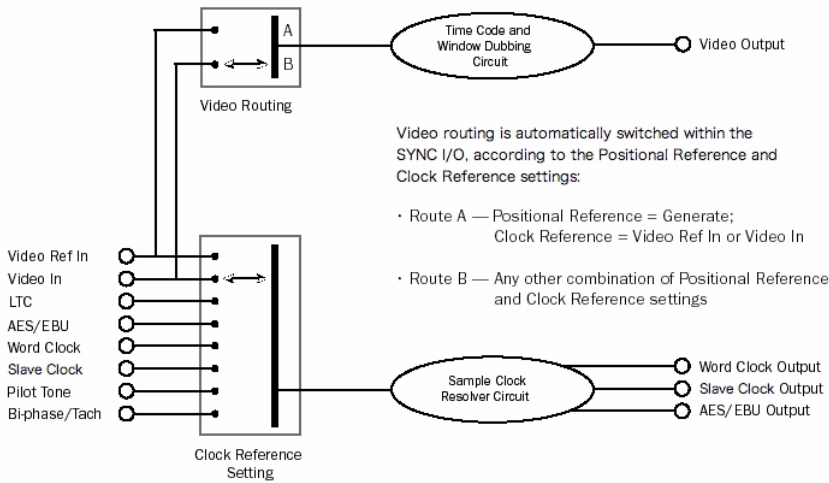 A
B
Video Routing
Time Code and
Window Dubbing
Circuit
Video Output
Video routing is automatically switched within the
SYNC I/O, according to the Positional Reference and
Clock Reference settings:
· Route A — Positional Reference = Generate;
Clock Reference = Video Ref In or Video In
· Route B — Any other combination of Positional Reference
and Clock Reference settings
Video Ref In
Video In
LTC
AES/EBU
Word Clock
Slave Clock
Pilot Tone
Bi-phase/Tach
Clock Reference
Setting
Sample Clock
Resolver Circuit
Word Clock Output
Slave Clock Output
AES/EBU Output